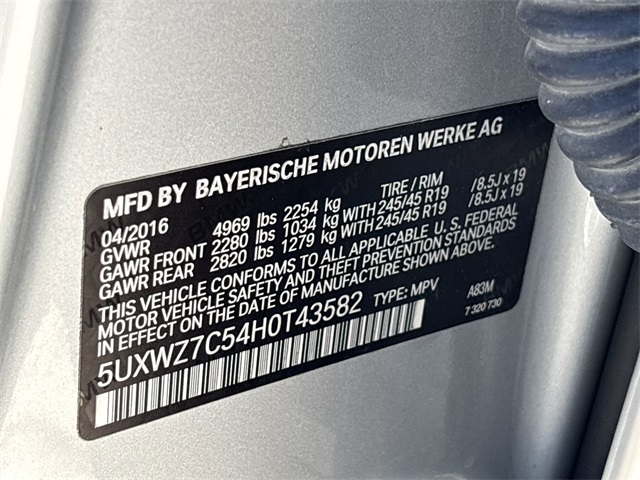 MFD BY BAYERISCHE MOTOREN WERKE AG
04/2016 TIRE / RIM
GVWR 4969 lbs 2254 kg
GAWR FRONT 2280 lbs 1034 kg WITH 245/45 R19 /8.5J x 19
GAWR REAR 2820 lbs 1279 kg WITH 245/45 R19 /8.5J x 19
THIS VEHICLE CONFORMS TO ALL APPLICABLE U.S. FEDERAL
MOTOR VEHICLE SAFETY AND THEFT PREVENTION STANDARDS
IN EFFECT ON THE DATE OF MANUFACTURE SHOWN ABOVE.
5UXWZ7C54H0T43582 TYPE: MPV A83M
7 320 730